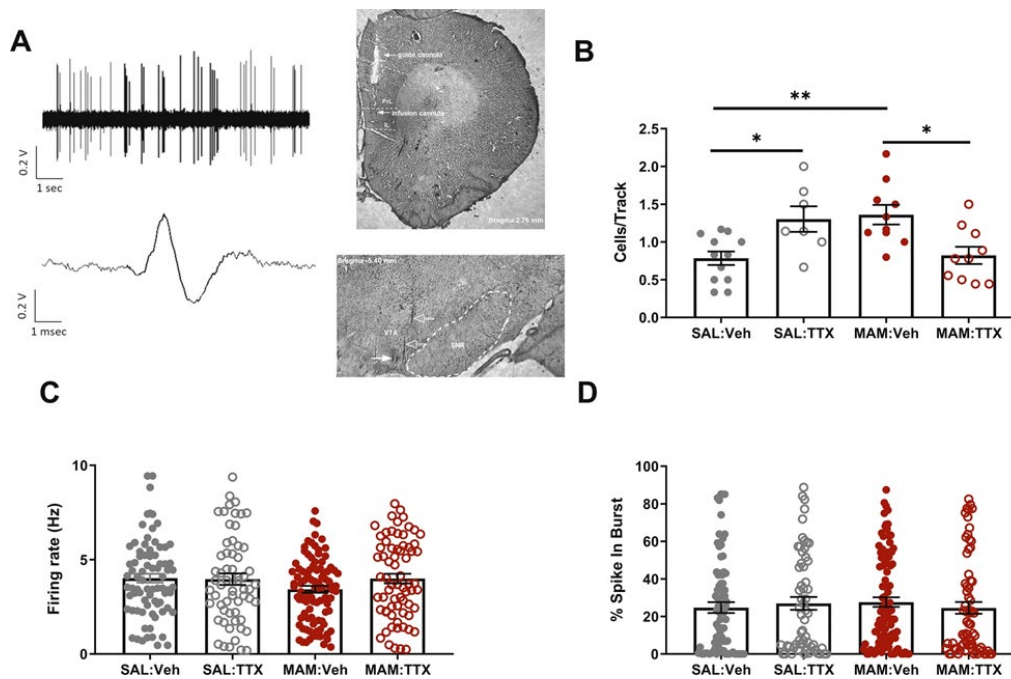 A
0.2 V
1 sec
0.2 V
1 msec
guide cannula
PrL
infusion cannula
Bregma 2.76 mm
Bregma -5.40 mm
VTA
SNR
B
**
*
*
2.5
2.0
1.5
1.0
0.5
0.0
Cells/Track
SAL:Veh
SAL:TTX
MAM:Veh
MAM:TTX
C
10
5
0
Firing rate (Hz)
SAL:Veh
SAL:TTX
MAM:Veh
MAM:TTX
D
100
80
60
40
20
0
% Spike In Burst
SAL:Veh
SAL:TTX
MAM:Veh
MAM:TTX